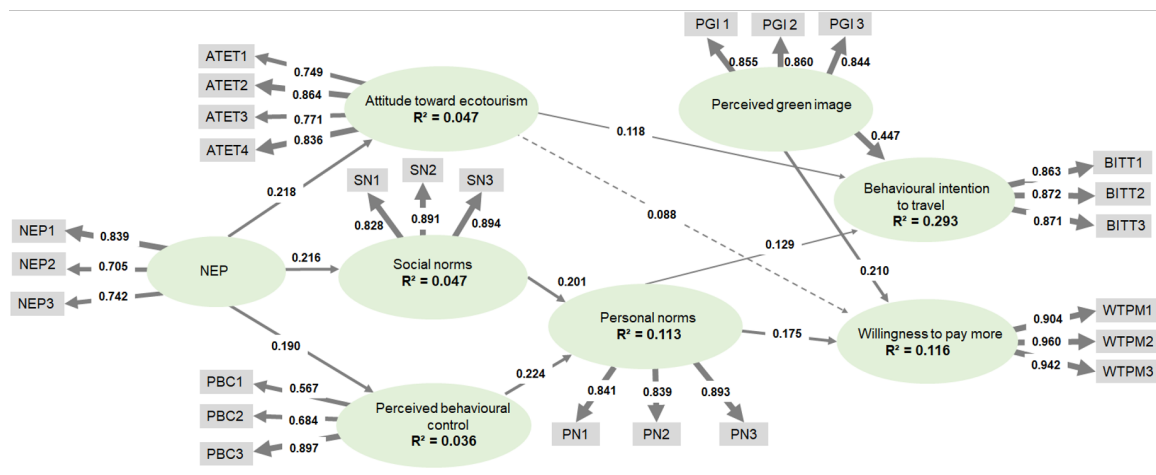 PGI 1
PGI 2
PGI 3
0.855
0.860
0.844
Perceived green image
ATET1
ATET2
ATET3
ATET4
0.749
0.864
0.771
0.836
Attitude toward ecotourism
R² = 0.047
0.118
0.447
0.218
SN1
SN2
SN3
0.828
0.891
0.894
0.088
Behavioural intention
to travel
R² = 0.293
0.863
0.872
0.871
BITT1
BITT2
BITT3
NEP1
NEP2
NEP3
0.839
0.705
0.742
NEP
0.216
Social norms
R² = 0.047
0.201
0.129
0.210
Personal norms
R² = 0.113
0.175
Willingness to pay more
R² = 0.116
0.904
0.960
0.942
WTPM1
WTPM2
WTPM3
0.190
0.224
PBC1
PBC2
PBC3
0.567
0.684
0.897
Perceived behavioural
control
R² = 0.036
0.841
0.839
0.893
PN1
PN2
PN3